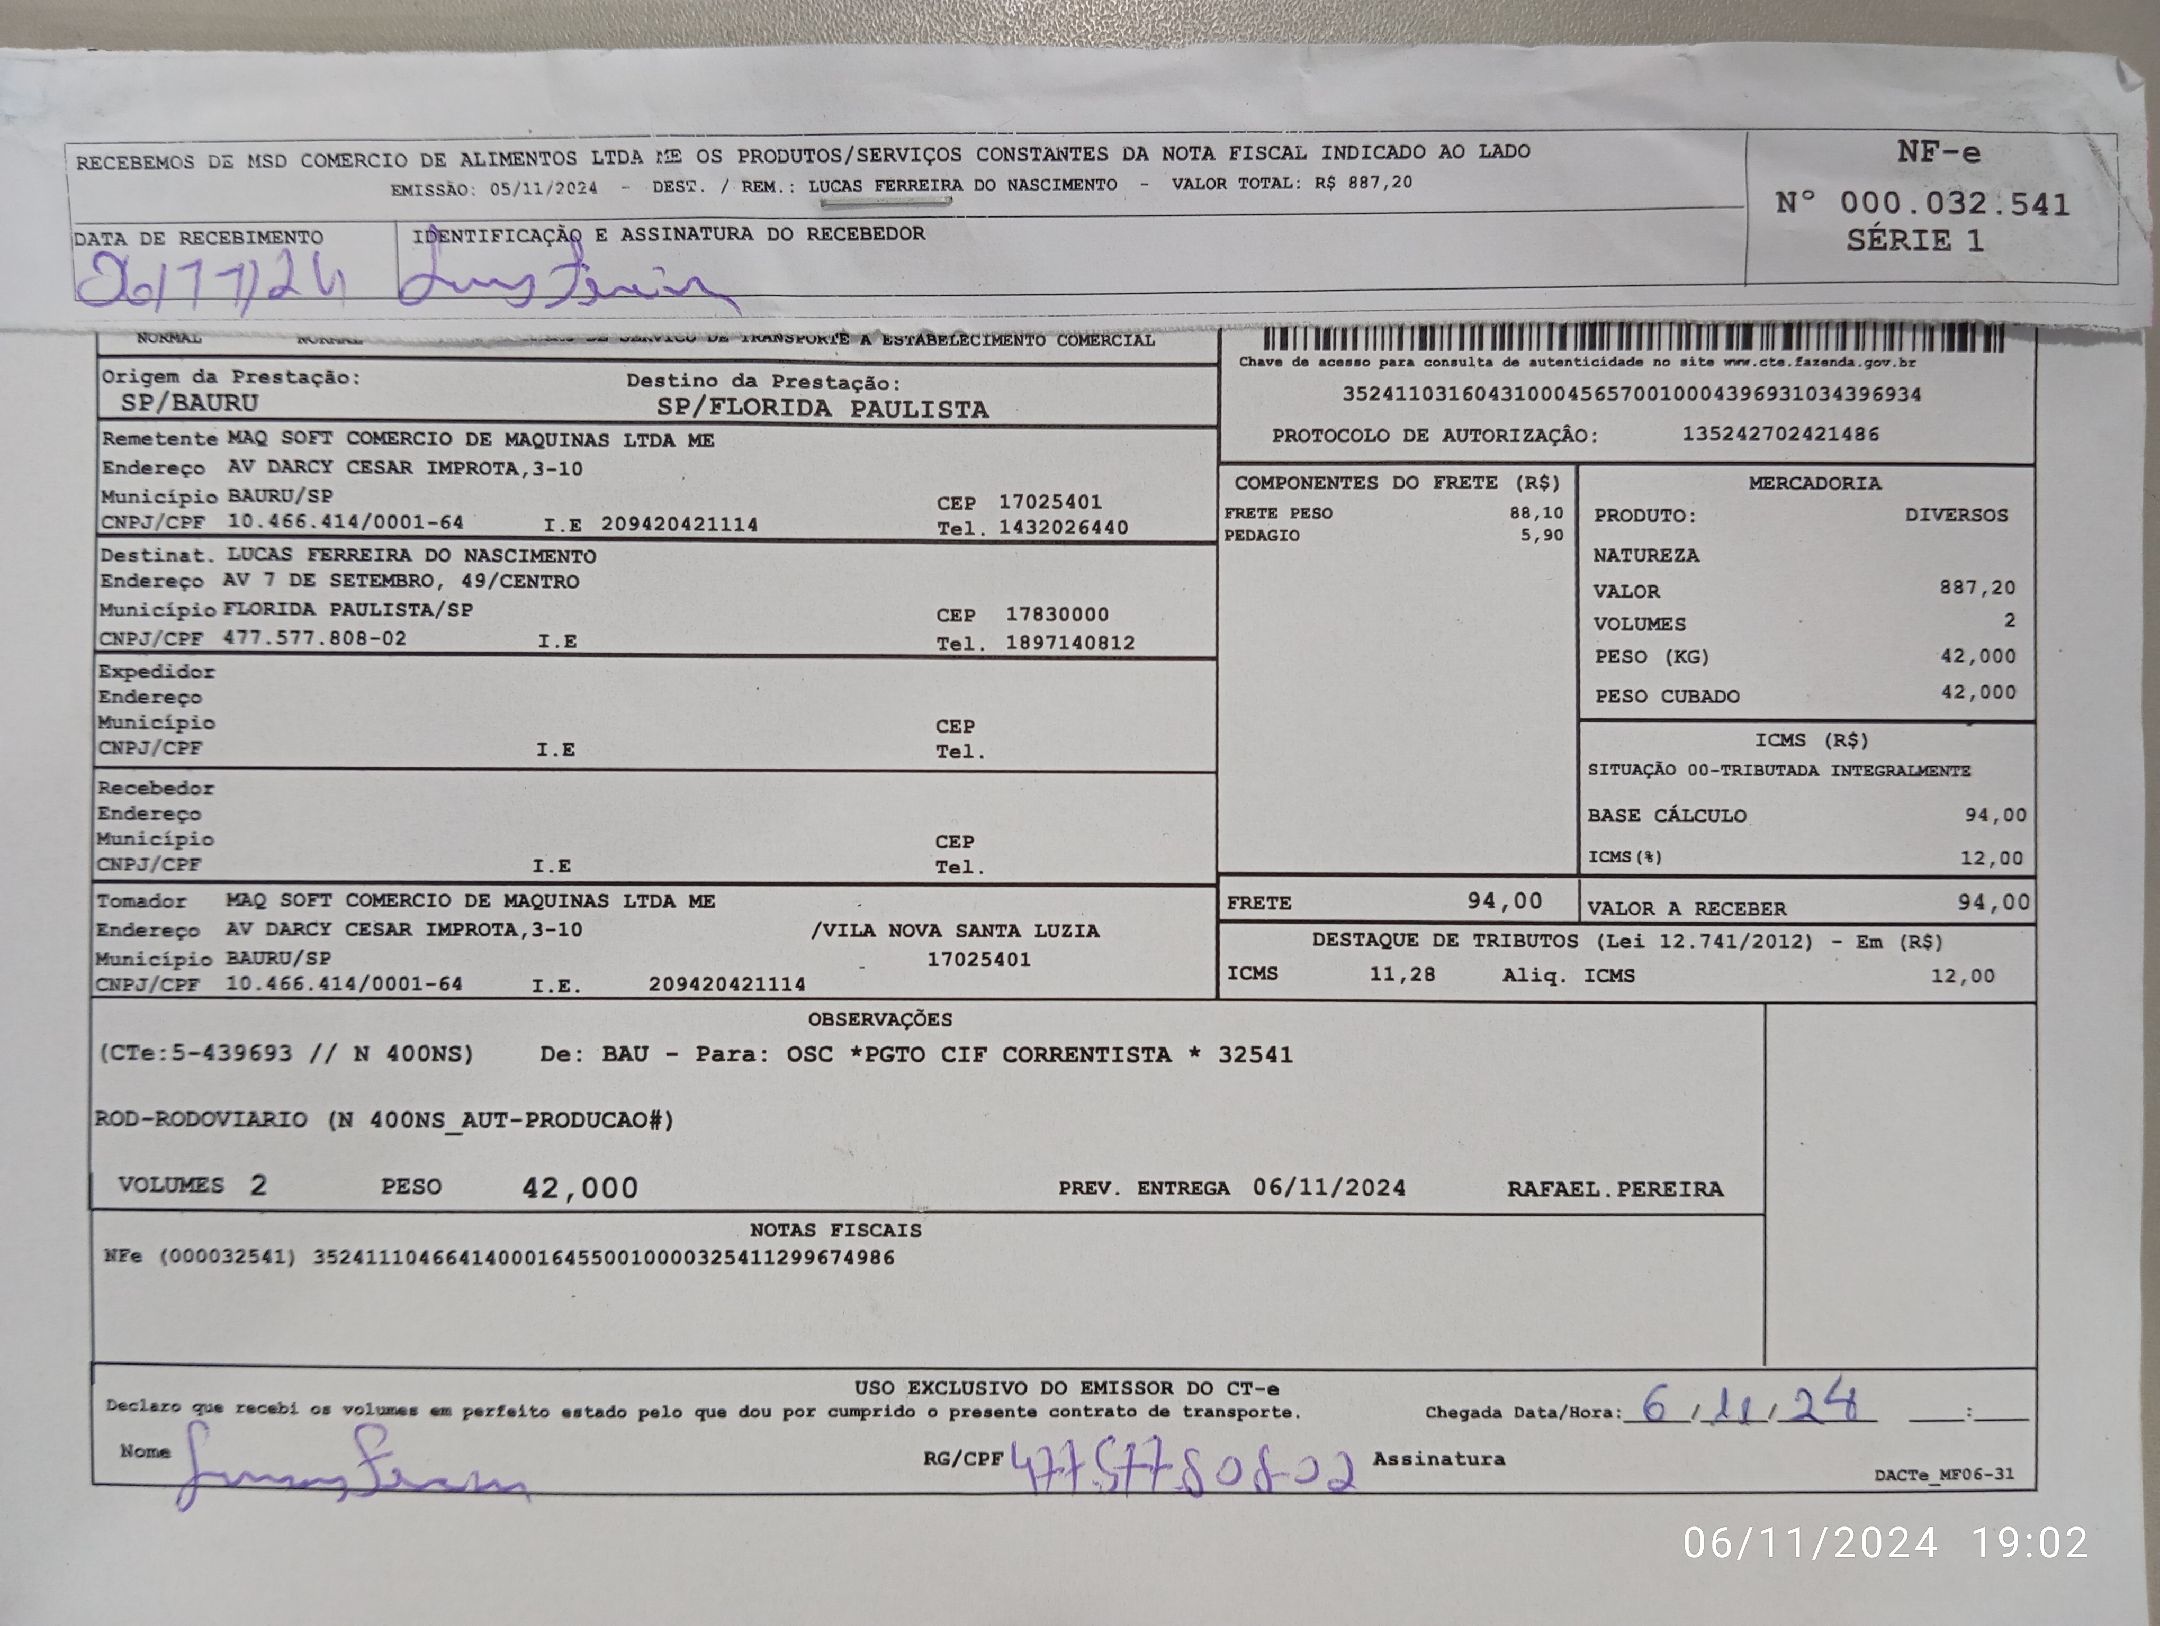 RECEBEMOS DE MSD COMERCIO DE ALIMENTOS LTDA ME OS PRODUTOS/SERVIÇOS CONSTANTES DA NOTA FISCAL INDICADO AO LADO
EMISSÃO: 05/11/2024 - DEST. / REM.: LUCAS FERREIRA DO NASCIMENTO - VALOR TOTAL: R$ 887,20
NF-e
Nº 000.032.541
SÉRIE 1
DATA DE RECEBIMENTO
IDENTIFICAÇÃO E ASSINATURA DO RECEBEDOR
06/11/24
NORMAL NORMAL DE SERVICO DE TRANSPORTE A ESTABELECIMENTO COMERCIAL
Chave de acesso para consulta de autenticidade no site www.cte.fazenda.gov.br
35241103160431000456570010004396931034396934
PROTOCOLO DE AUTORIZAÇÃO: 135242702421486
Origem da Prestação: Destino da Prestação:
SP/BAURU SP/FLORIDA PAULISTA
Remetente MAQ SOFT COMERCIO DE MAQUINAS LTDA ME
Endereço AV DARCY CESAR IMPROTA,3-10
Município BAURU/SP CEP 17025401
CNPJ/CPF 10.466.414/0001-64 I.E 209420421114 Tel. 1432026440
Destinat. LUCAS FERREIRA DO NASCIMENTO
Endereço AV 7 DE SETEMBRO, 49/CENTRO
Município FLORIDA PAULISTA/SP CEP 17830000
CNPJ/CPF 477.577.808-02 I.E Tel. 1897140812
Expedidor
Endereço
Município CEP
CNPJ/CPF I.E Tel.
Recebedor
Endereço
Município CEP
CNPJ/CPF I.E Tel.
Tomador MAQ SOFT COMERCIO DE MAQUINAS LTDA ME
Endereço AV DARCY CESAR IMPROTA,3-10 /VILA NOVA SANTA LUZIA
Município BAURU/SP 17025401
CNPJ/CPF 10.466.414/0001-64 I.E. 209420421114
COMPONENTES DO FRETE (R$)
FRETE PESO 88,10
PEDAGIO 5,90
MERCADORIA
PRODUTO: DIVERSOS
NATUREZA
VALOR 887,20
VOLUMES 2
PESO (KG) 42,000
PESO CUBADO 42,000
ICMS (R$)
SITUAÇÃO 00-TRIBUTADA INTEGRALMENTE
BASE CÁLCULO 94,00
ICMS(%) 12,00
FRETE 94,00 VALOR A RECEBER 94,00
DESTAQUE DE TRIBUTOS (Lei 12.741/2012) - Em (R$)
ICMS 11,28 Aliq. ICMS 12,00
OBSERVAÇÕES
(CTe:5-439693 // N 400NS) De: BAU - Para: OSC *PGTO CIF CORRENTISTA * 32541
ROD-RODOVIARIO (N 400NS_AUT-PRODUCAO#)
VOLUMES 2 PESO 42,000 PREV. ENTREGA 06/11/2024 RAFAEL.PEREIRA
NOTAS FISCAIS
NFe (000032541) 35241110466414000164550010000325411299674986
USO EXCLUSIVO DO EMISSOR DO CT-e
Declaro que recebi os volumes em perfeito estado pelo que dou por cumprido o presente contrato de transporte. Chegada Data/Hora: 6/11/24 :
Nome RG/CPF 477.577.808-02 Assinatura
DACTe_MF06-31
06/11/2024 19:02